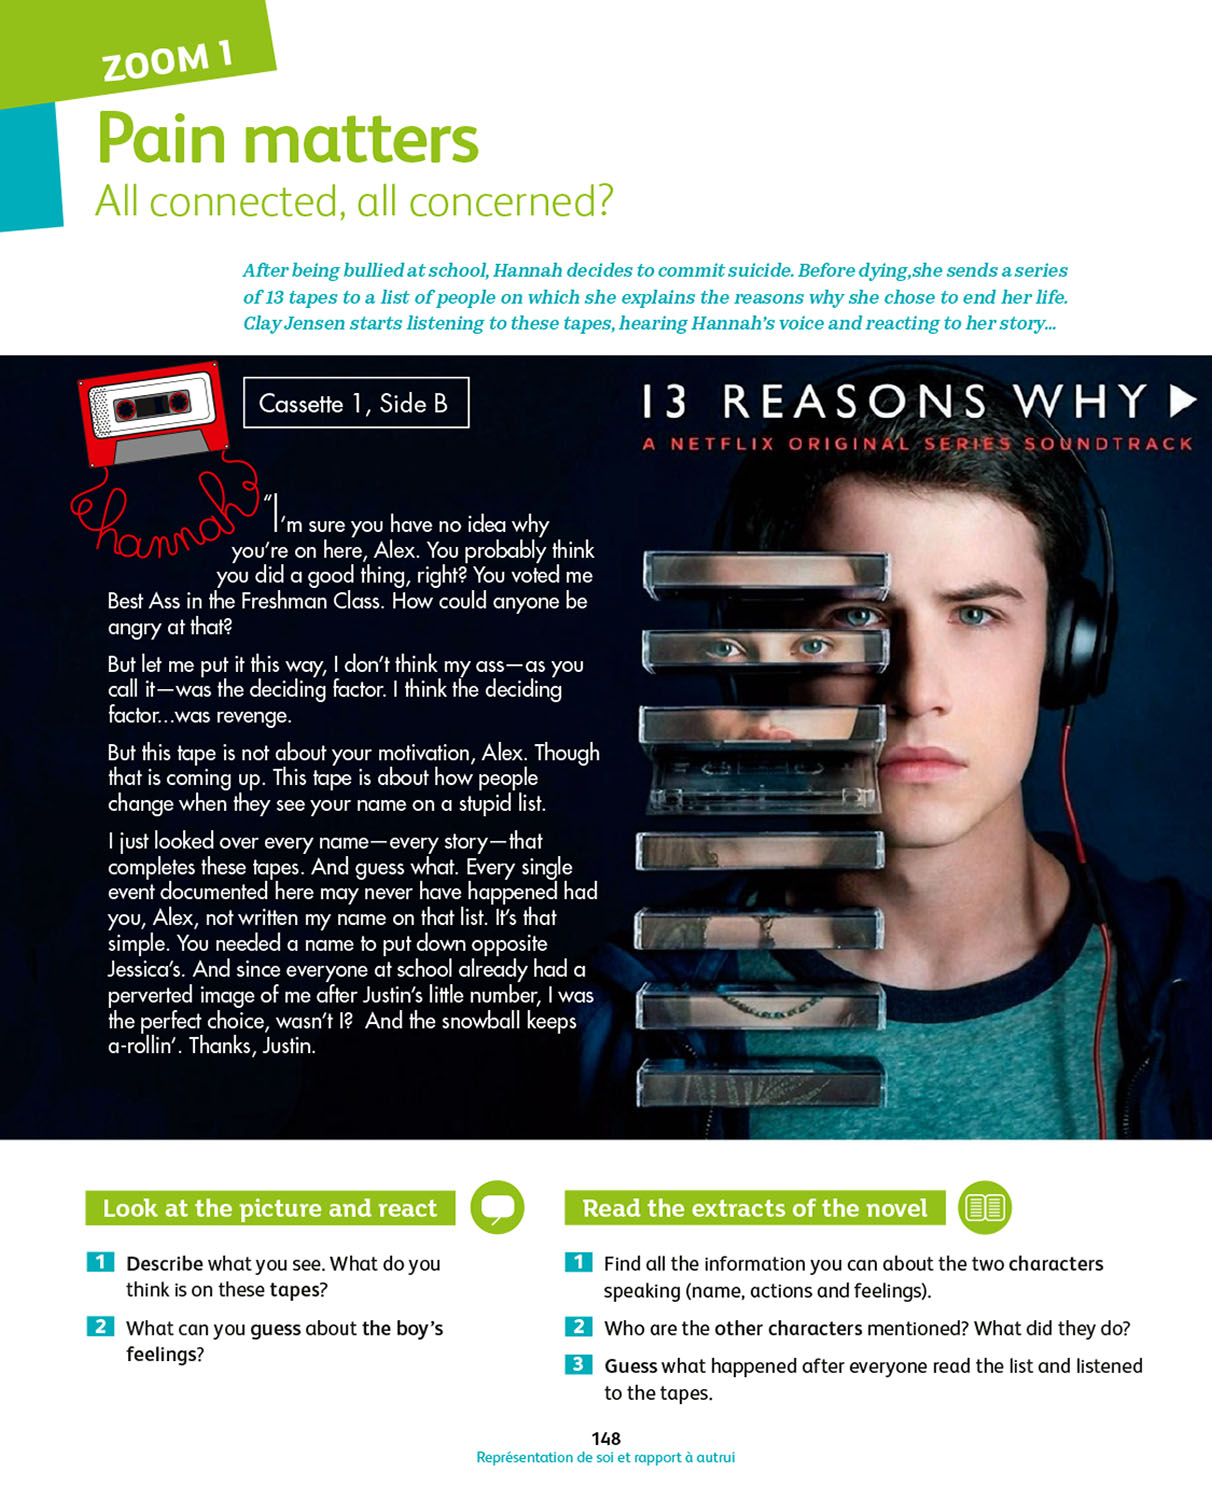 ZOOM 1
Pain matters
All connected, all concerned?
After being bullied at school, Hannah decides to commit suicide. Before dying,she sends a series
of 13 tapes to a list of people on which she explains the reasons why she chose to end her life.
Clay Jensen starts listening to these tapes, hearing Hannah's voice and reacting to her story...
hannah
Cassette 1, Side B
“I'm sure you have no idea why
you're on here, Alex. You probably think
you did a good thing, right? You voted me
Best Ass in the Freshman Class. How could anyone be
angry at that?
But let me put it this way, I don't think my ass—as you
call it—was the deciding factor. I think the deciding
factor...was revenge.
But this tape is not about your motivation, Alex. Though
that is coming up. This tape is about how people
change when they see your name on a stupid list.
I just looked over every name—every story—that
completes these tapes. And guess what. Every single
event documented here may never have happened had
you, Alex, not written my name on that list. It's that
simple. You needed a name to put down opposite
Jessica's. And since everyone at school already had a
perverted image of me after Justin's little number, I was
the perfect choice, wasn't I? And the snowball keeps
a-rollin'. Thanks, Justin.
13 REASONS WHY
A NETFLIX ORIGINAL SERIES SOUNDTRACK
Look at the picture and react
1 Describe what you see. What do you
think is on these tapes?
2 What can you guess about the boy's
feelings?
Read the extracts of the novel
1 Find all the information you can about the two characters
speaking (name, actions and feelings).
2 Who are the other characters mentioned? What did they do?
3 Guess what happened after everyone read the list and listened
to the tapes.
148
Représentation de soi et rapport à autrui